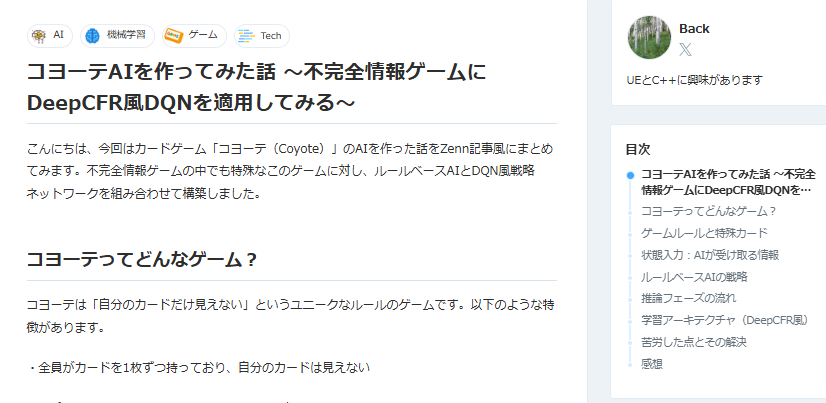 AI
機械学習
ゲーム
Tech
コヨーテAIを作ってみた話 ～不完全情報ゲームに
DeepCFR風DQNを適用してみる～
こんにちは、今回はカードゲーム「コヨーテ（Coyote）」のAIを作った話をZenn記事風にまとめ
てみます。不完全情報ゲームの中でも特殊なこのゲームに対し、ルールベースAIとDQN風戦略
ネットワークを組み合わせて構築しました。
コヨーテってどんなゲーム？
コヨーテは「自分のカードだけ見えない」というユニークなルールのゲームです。以下のような特
徴があります。
・全員がカードを1枚ずつ持っており、自分のカードは見えない
Back
UEとC++に興味があります
目次
コヨーテAIを作ってみた話 ～不完全
情報ゲームにDeepCFR風DQNを…
コヨーテってどんなゲーム？
ゲームルールと特殊カード
状態入力：AIが受け取る情報
ルールベースAIの戦略
推論フェーズの流れ
学習アーキテクチャ（DeepCFR風）
苦労した点とその解決
感想